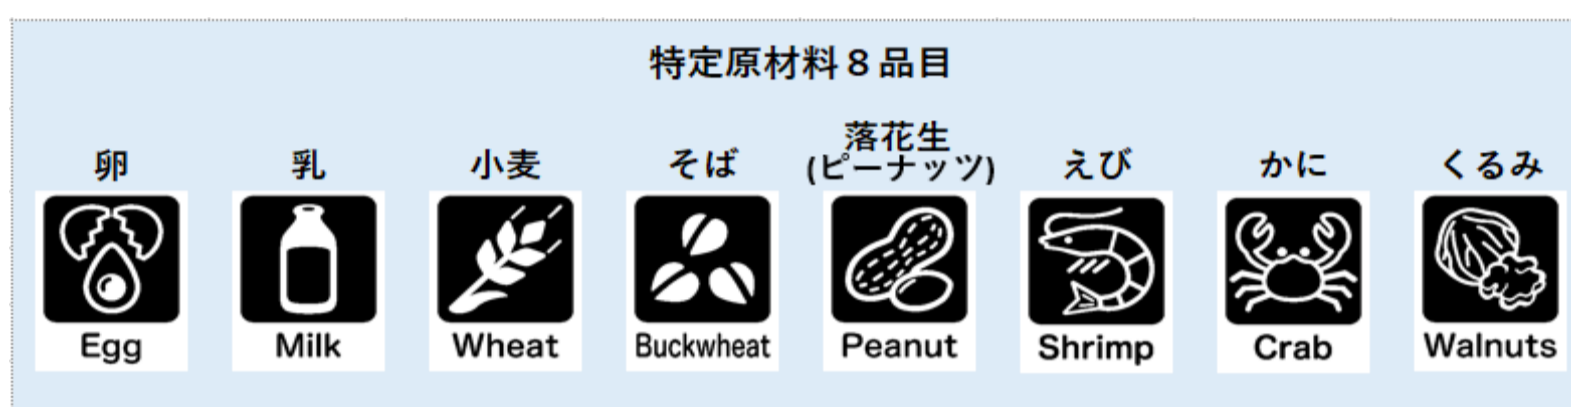 特定原材料８品目
卵
乳
小麦
そば
落花生
(ピーナッツ)
えび
かに
くるみ
Egg
Milk
Wheat
Buckwheat
Peanut
Shrimp
Crab
Walnuts